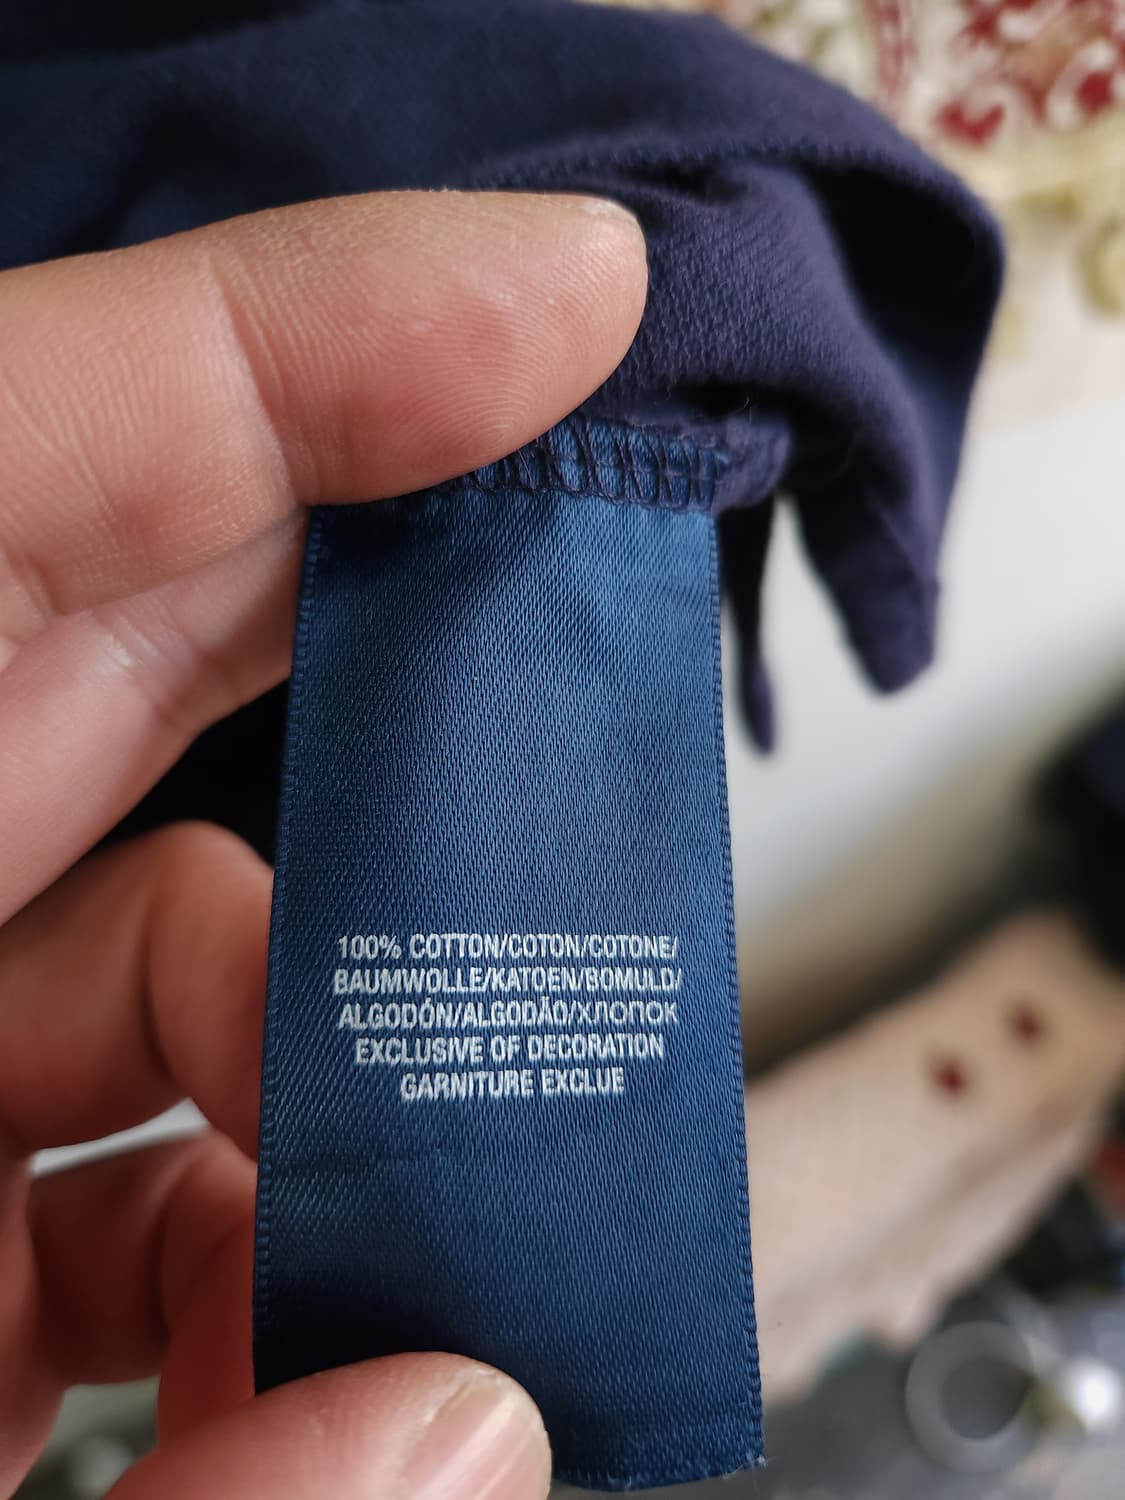 100% COTTON/COTON/COTONE/
BAUMWOLLE/KATOEN/BOMULD/
ALGODÓN/ALGODÃO/ХЛОПОК
EXCLUSIVE OF DECORATION
GARNITURE EXCLUE